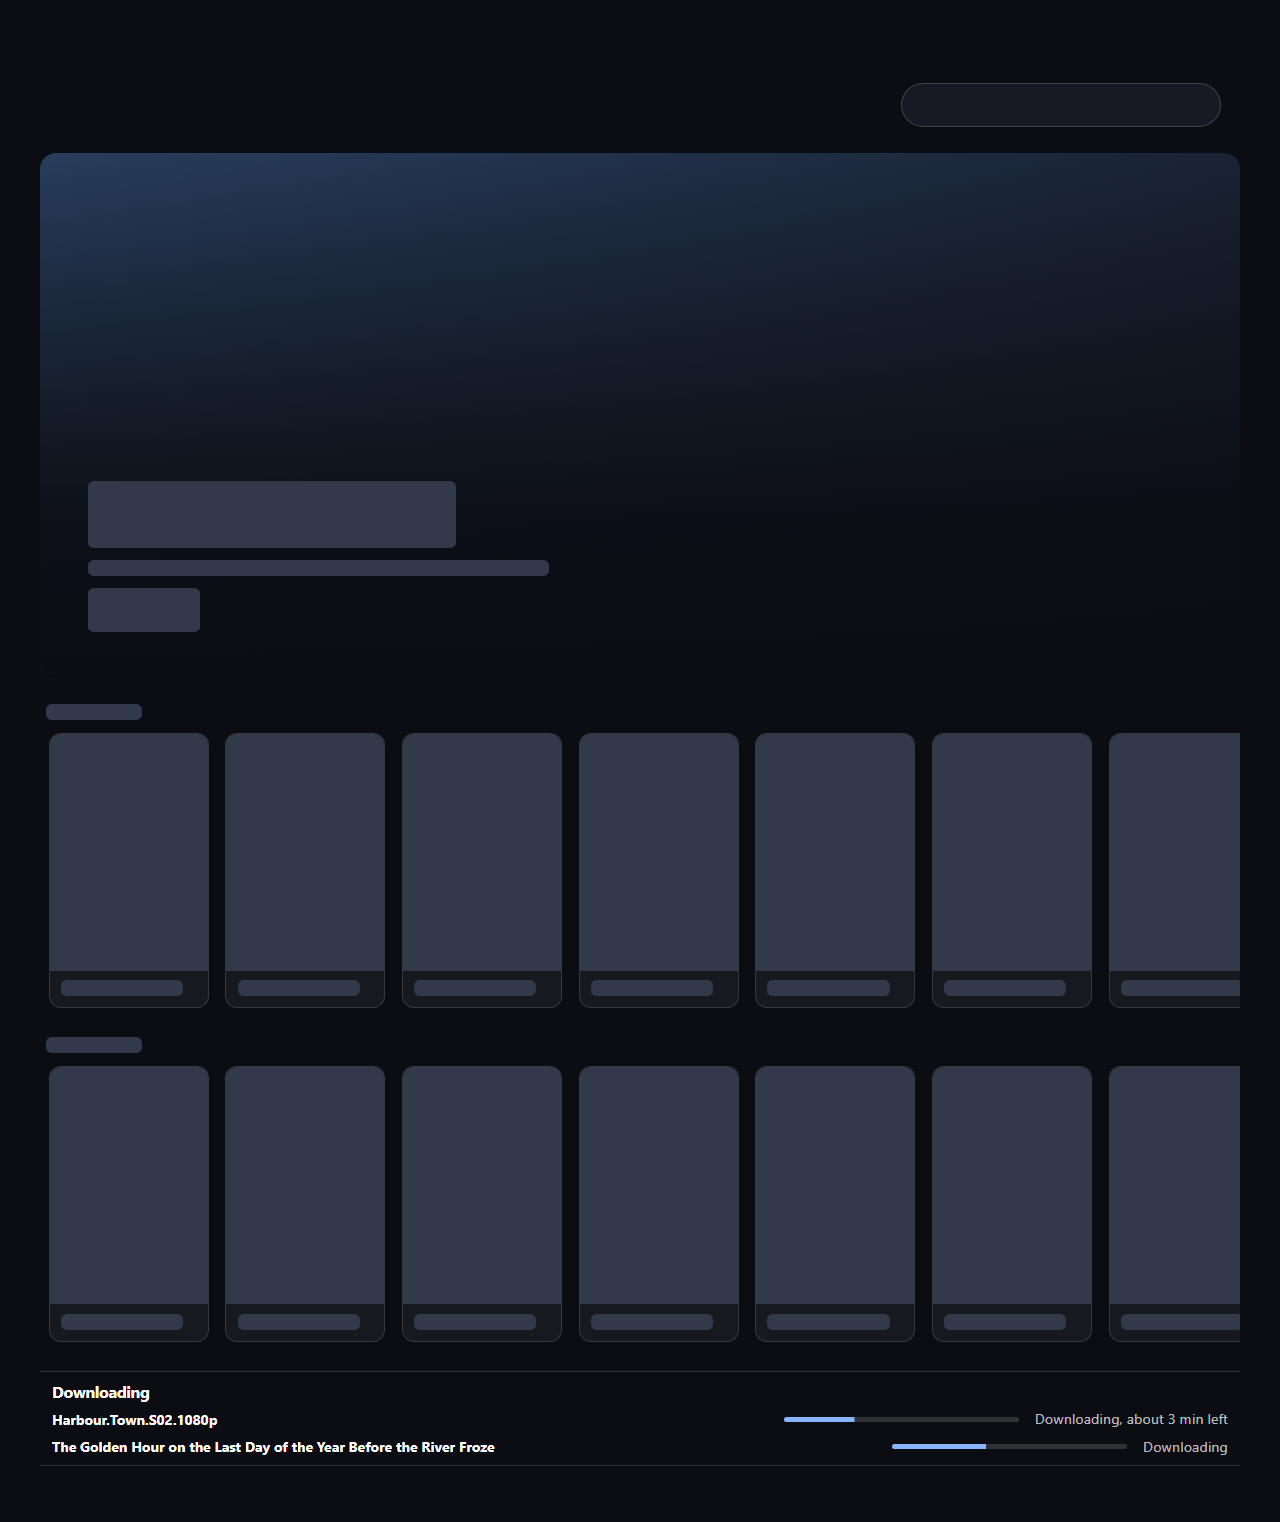 Downloading
Harbour.Town.S02.1080p Downloading, about 3 min left
The Golden Hour on the Last Day of the Year Before the River Froze Downloading